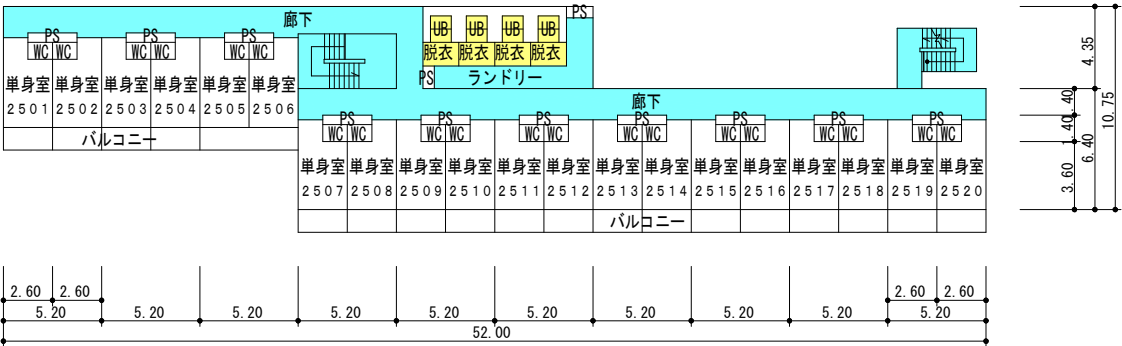 廊下
UB UB UB UB
PS
PS PS PS
WC WC WC WC WC WC
脱衣 脱衣 脱衣 脱衣
PS
ランドリー
単身室 単身室 単身室 単身室 単身室 単身室
2501 2502 2503 2504 2505 2506
バルコニー
廊下
PS PS PS PS PS PS PS
WC WC WC WC WC WC WC WC WC WC WC WC WC WC
単身室 単身室 単身室 単身室 単身室 単身室 単身室 単身室 単身室 単身室 単身室 単身室 単身室 単身室
2507 2508 2509 2510 2511 2512 2513 2514 2515 2516 2517 2518 2519 2520
バルコニー
4.35
1.40
1.40
3.60
6.40
10.75
2.60 2.60 2.60 2.60
5.20 5.20 5.20 5.20 5.20 5.20 5.20 5.20 5.20 5.20
52.00